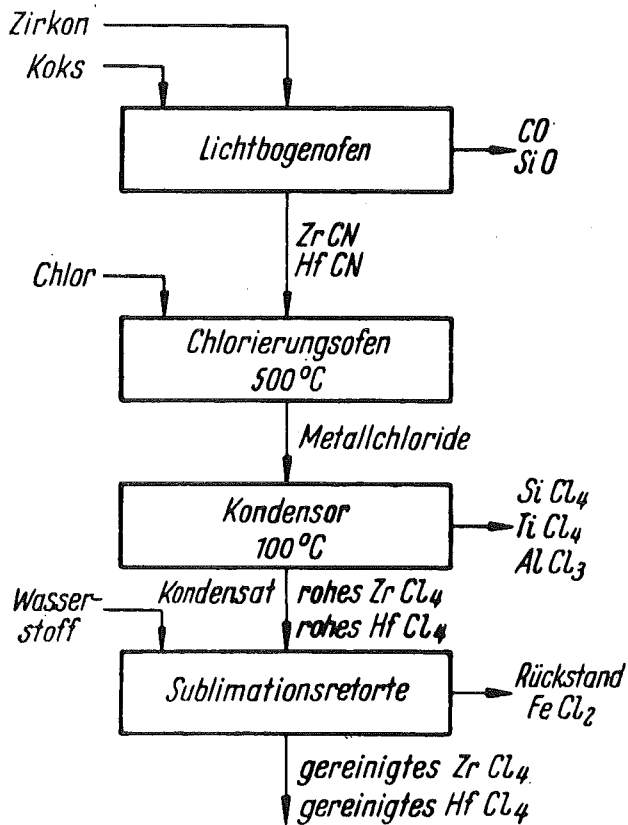 Zirkon
Koks
Lichtbogenofen
CO
SiO
ZrCN
HfCN
Chlor
Chlorierungsofen
500°C
Metallchloride
Kondensor
100°C
SiCl₄
TiCl₄
AlCl₃
Wasser-
stoff
Kondensat rohes ZrCl₄
rohes HfCl₄
Sublimationsretorte
Rückstand
FeCl₂
gereinigtes ZrCl₄
gereinigtes HfCl₄